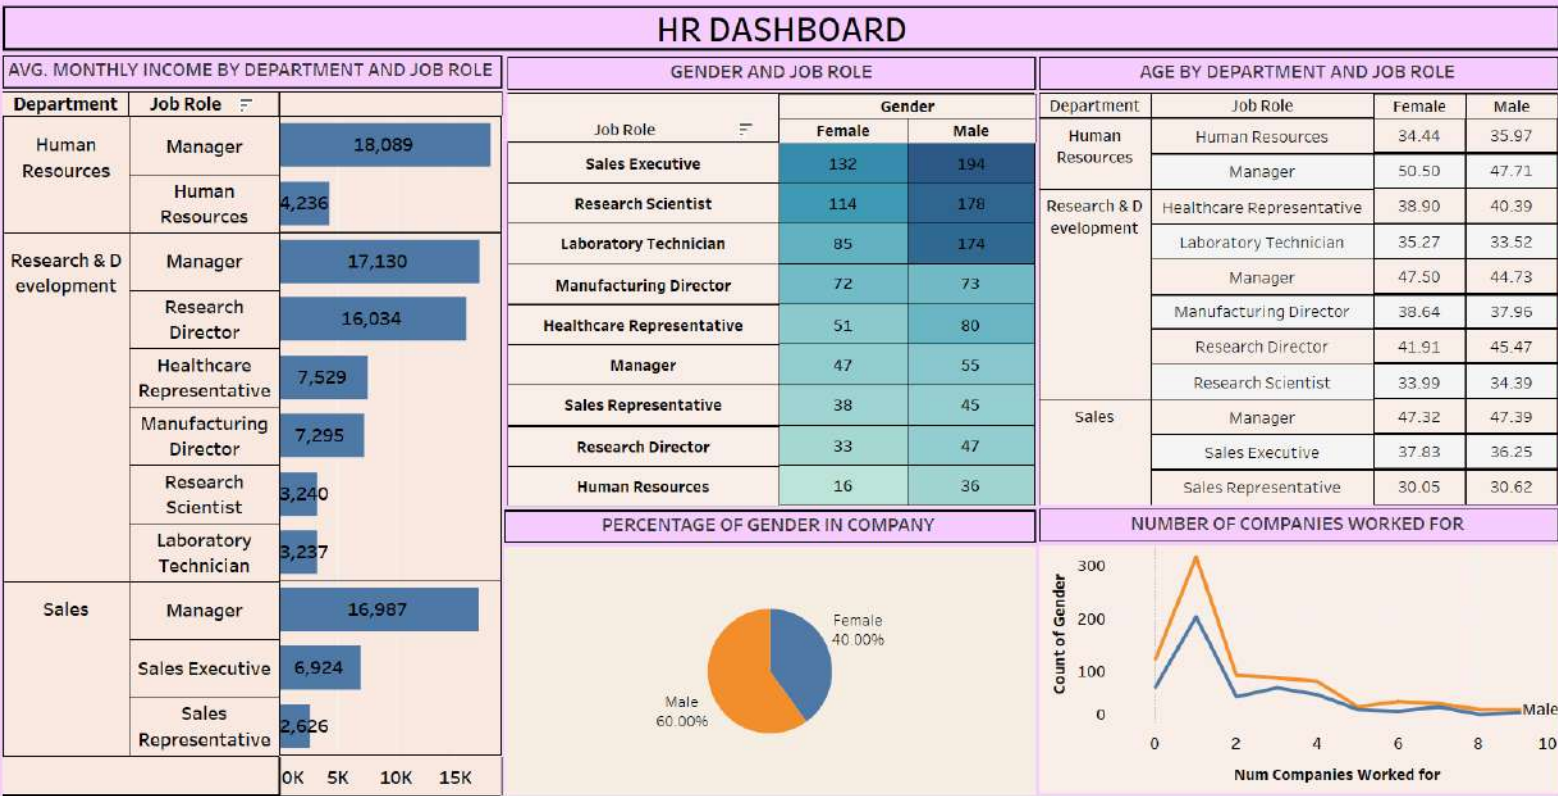 HR DASHBOARD
AVG. MONTHLY INCOME BY DEPARTMENT AND JOB ROLE
Department Job Role
Human
Resources
Manager 18,089
Human
Resources
4,236
Research & D
evelopment
Manager 17,130
Research
Director
16,034
Healthcare
Representative
7,529
Manufacturing
Director
7,295
Research
Scientist
3,240
Laboratory
Technician
3,237
Sales
Manager 16,987
Sales Executive 6,924
Sales
Representative
2,626
0K 5K 10K 15K
GENDER AND JOB ROLE
Gender
Job Role Female Male
Sales Executive 132 194
Research Scientist 114 178
Laboratory Technician 85 174
Manufacturing Director 72 73
Healthcare Representative 51 80
Manager 47 55
Sales Representative 38 45
Research Director 33 47
Human Resources 16 36
AGE BY DEPARTMENT AND JOB ROLE
Department Job Role Female Male
Human
Resources
Human Resources 34.44 35.97
Manager 50.50 47.71
Research & D
evelopment
Healthcare Representative 38.90 40.39
Laboratory Technician 35.27 33.52
Manager 47.50 44.73
Manufacturing Director 38.64 37.96
Research Director 41.91 45.47
Research Scientist 33.99 34.39
Sales
Manager 47.32 47.39
Sales Executive 37.83 36.25
Sales Representative 30.05 30.62
PERCENTAGE OF GENDER IN COMPANY
Female
40.00%
Male
60.00%
NUMBER OF COMPANIES WORKED FOR
Count of Gender
300
200
100
0
Male
0 2 4 6 8 10
Num Companies Worked for